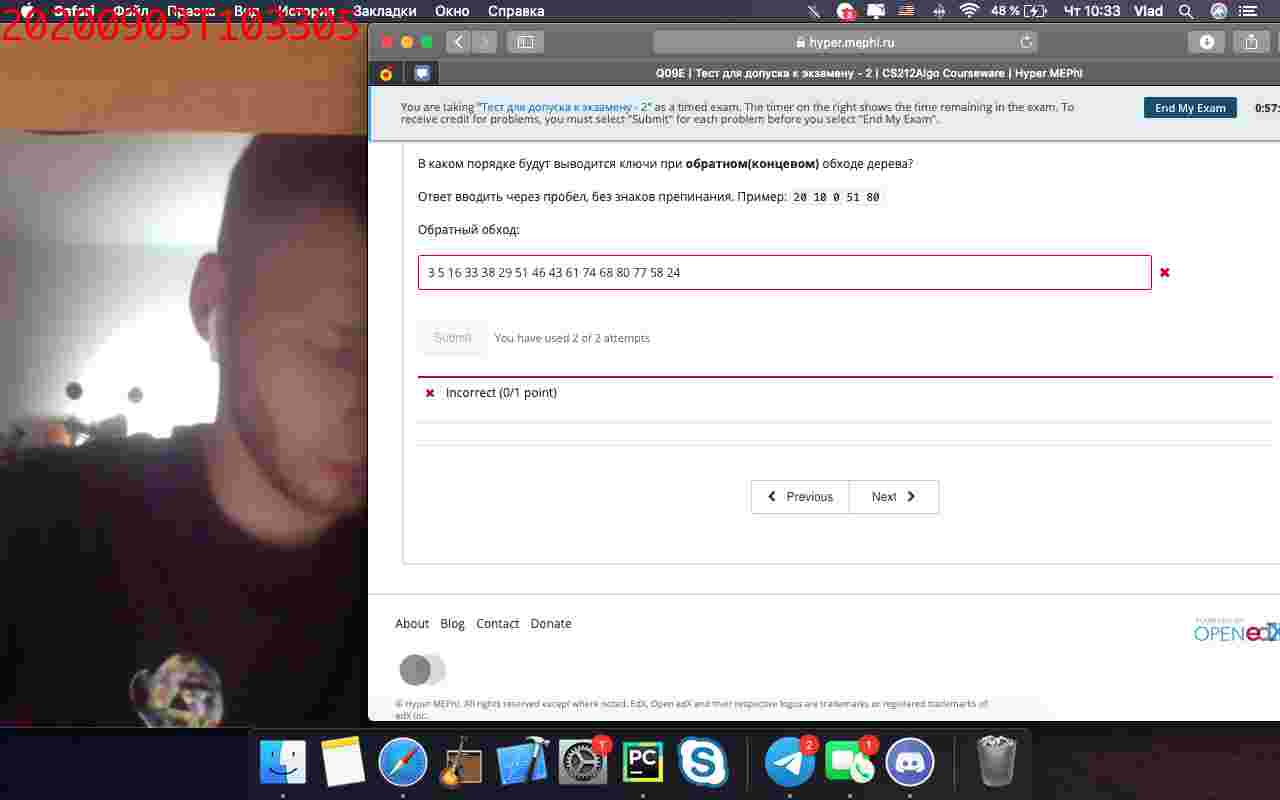 20200903T103305
Safari Файл Правка Вид История Закладки Окно Справка 48 % Чт 10:33 Vlad
hyper.mephi.ru
Q09E | Тест для допуска к экзамену - 2 | CS212Algo Courseware | Hyper.MEPhI
You are taking "Тест для допуска к экзамену - 2" as a timed exam. The timer on the right shows the time remaining in the exam. To
receive credit for problems, you must select "Submit" for each problem before you select "End My Exam".
End My Exam
0:57:
В каком порядке будут выводится ключи при обратном(концевом) обходе дерева?
Ответ вводить через пробел, без знаков препинания. Пример: 20 10 0 51 80
Обратный обход:
3 5 16 33 38 29 51 46 43 61 74 68 80 77 58 24
Submit You have used 2 of 2 attempts
Incorrect (0/1 point)
Previous Next
About Blog Contact Donate
POWERED BY
OPEN edX
© Hyper MEPhI. All rights reserved except where noted. EdX, Open edX and their respective logos are trademarks or registered trademarks of
edX Inc.
1
PC
2
1